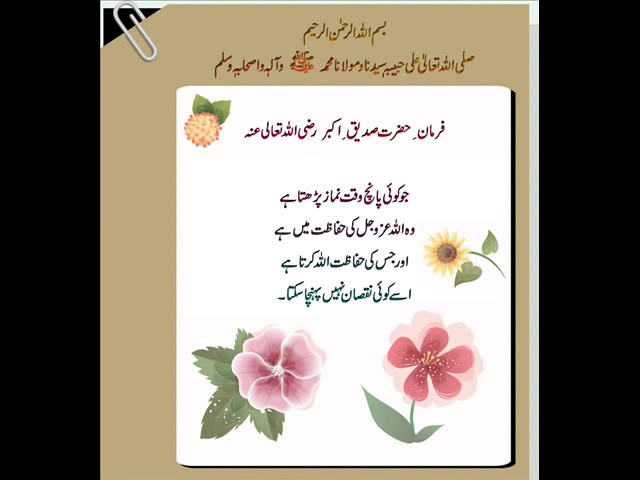 بسم اللہ الرحمٰن الرحیم
صلی اللہ تعالیٰ علی حبیبہ سیدنا و مولانا محمد ﷺ وآلہٖ واصحابہٖ وسلم
فرمان ِ حضرت صدیق ِ اکبر رضی اللہ تعالی عنہ
جو کوئی پانچ وقت نماز پڑھتا ہے
وہ اللہ عزوجل کی حفاظت میں ہے
اور جس کی حفاظت اللہ کرتا ہے
اسے کوئی نقصان نہیں پہنچا سکتا۔